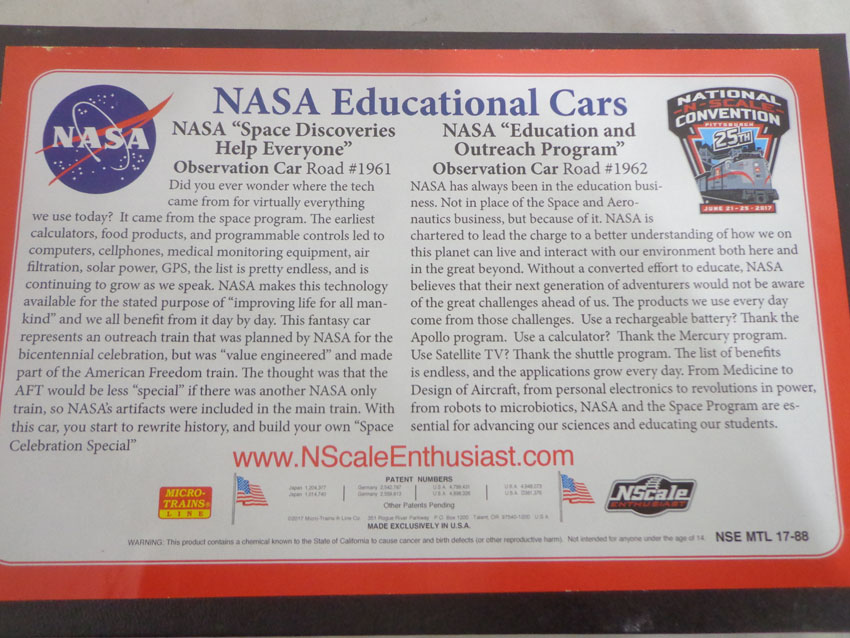 NASA Educational Cars
NASA
NASA “Space Discoveries
Help Everyone”
Observation Car Road #1961
Did you ever wonder where the tech
came from for virtually everything
we use today? It came from the space program. The earliest
calculators, food products, and programmable controls led to
computers, cellphones, medical monitoring equipment, air
filtration, solar power, GPS, the list is pretty endless, and is
continuing to grow as we speak. NASA makes this technology
available for the stated purpose of “improving life for all man-
kind” and we all benefit from it day by day. This fantasy car
represents an outreach train that was planned by NASA for the
bicentennial celebration, but was “value engineered” and made
part of the American Freedom train. The thought was that the
AFT would be less “special” if there was another NASA only
train, so NASA's artifacts were included in the main train. With
this car, you start to rewrite history, and build your own “Space
Celebration Special”
NASA “Education and
Outreach Program”
Observation Car Road #1962
NASA has always been in the education busi-
ness. Not in place of the Space and Aero-
nautics business, but because of it. NASA is
chartered to lead the charge to a better understanding of how we on
this planet can live and interact with our environment both here and
in the great beyond. Without a converted effort to educate, NASA
believes that their next generation of adventurers would not be aware
of the great challenges ahead of us. The products we use every day
come from those challenges. Use a rechargeable battery? Thank the
Apollo program. Use a calculator? Thank the Mercury program.
Use Satellite TV? Thank the shuttle program. The list of benefits
is endless, and the applications grow every day. From Medicine to
Design of Aircraft, from personal electronics to revolutions in power,
from robots to microbiotics, NASA and the Space Program are es-
sential for advancing our sciences and educating our students.
NATIONAL
-N-SCALE-
CONVENTION
PITTSBURGH
25TH
JUNE 21-25 • 2017
www.NScaleEnthusiast.com
MICRO-
TRAINS®
LINE
PATENT NUMBERS
Other Patents Pending
©2017 Micro-Trains ® Line Co. 351 Rogue River Parkway P.O. Box 1200 Talent, OR 97540-1200 U.S.A.
MADE EXCLUSIVELY IN U.S.A.
NScale
ENTHUSIAST
WARNING: This product contains a chemical known to the State of California to cause cancer and birth defects (or other reproductive harm). Not intended for anyone under the age of 14.
NSE MTL 17-88